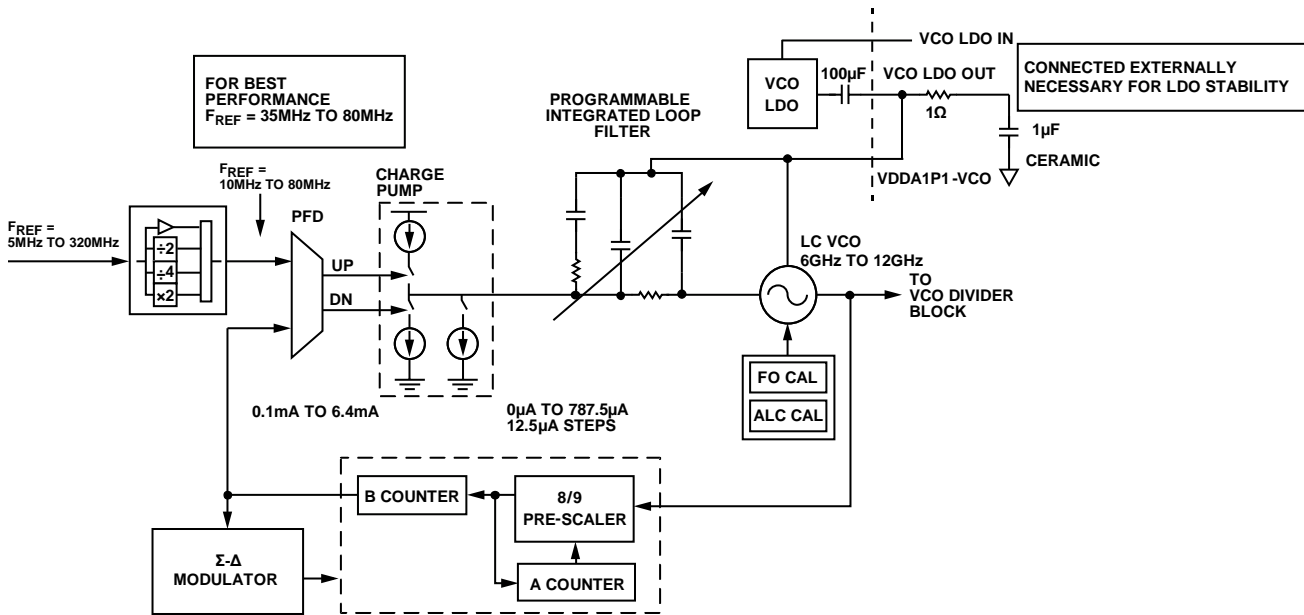 VCO LDO IN
FOR BEST
PERFORMANCE
FREF = 35MHz TO 80MHz
VCO
LDO
100µF
VCO LDO OUT
1Ω
CONNECTED EXTERNALLY
NECESSARY FOR LDO STABILITY
1µF
CERAMIC
VDDA1P1-VCO
PROGRAMMABLE
INTEGRATED LOOP
FILTER
FREF =
10MHz TO 80MHz
CHARGE
PUMP
FREF =
5MHz TO 320MHz
÷2
÷4
×2
PFD
UP
DN
LC VCO
6GHz TO 12GHz
TO
VCO DIVIDER
BLOCK
FO CAL
ALC CAL
0.1mA TO 6.4mA
0µA TO 787.5µA
12.5µA STEPS
B COUNTER
8/9
PRE-SCALER
A COUNTER
Σ-Δ
MODULATOR